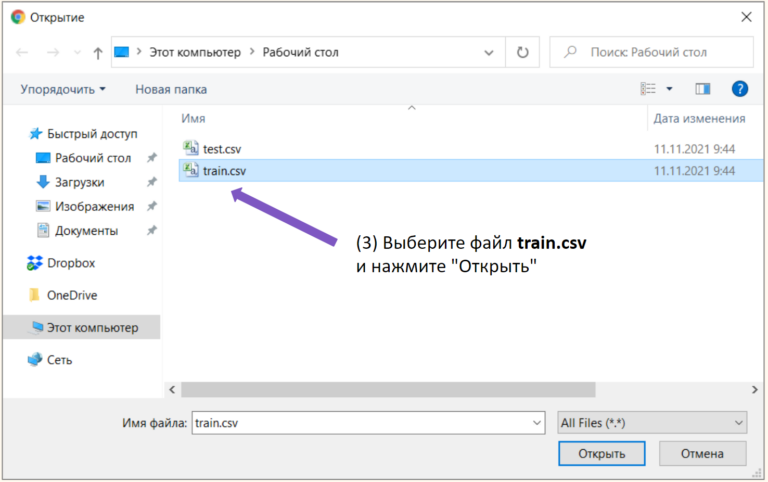 Открытие
Этот компьютер
Рабочий стол
Поиск: Рабочий стол
Упорядочить
Новая папка
?
Имя
Дата изменения
Быстрый доступ
Рабочий стол
Загрузки
Изображения
Документы
Dropbox
OneDrive
Этот компьютер
Сеть
test.csv
11.11.2021 9:44
train.csv
11.11.2021 9:44
(3) Выберите файл train.csv
и нажмите "Открыть"
Имя файла:
train.csv
All Files (*.*)
Открыть
Отмена